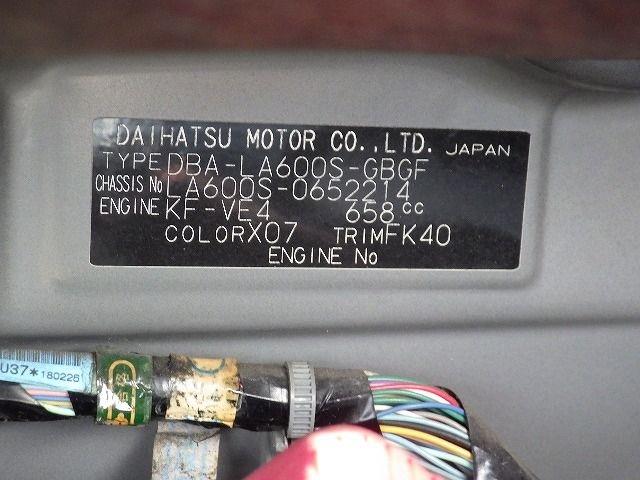 DAIHATSU MOTOR CO.,LTD. JAPAN
TYPE DBA-LA600S-GBGF
CHASSIS No LA600S-0652214
ENGINE KF-VE4 658cc
COLOR X07 TRIM FK40
ENGINE No
U37*180226